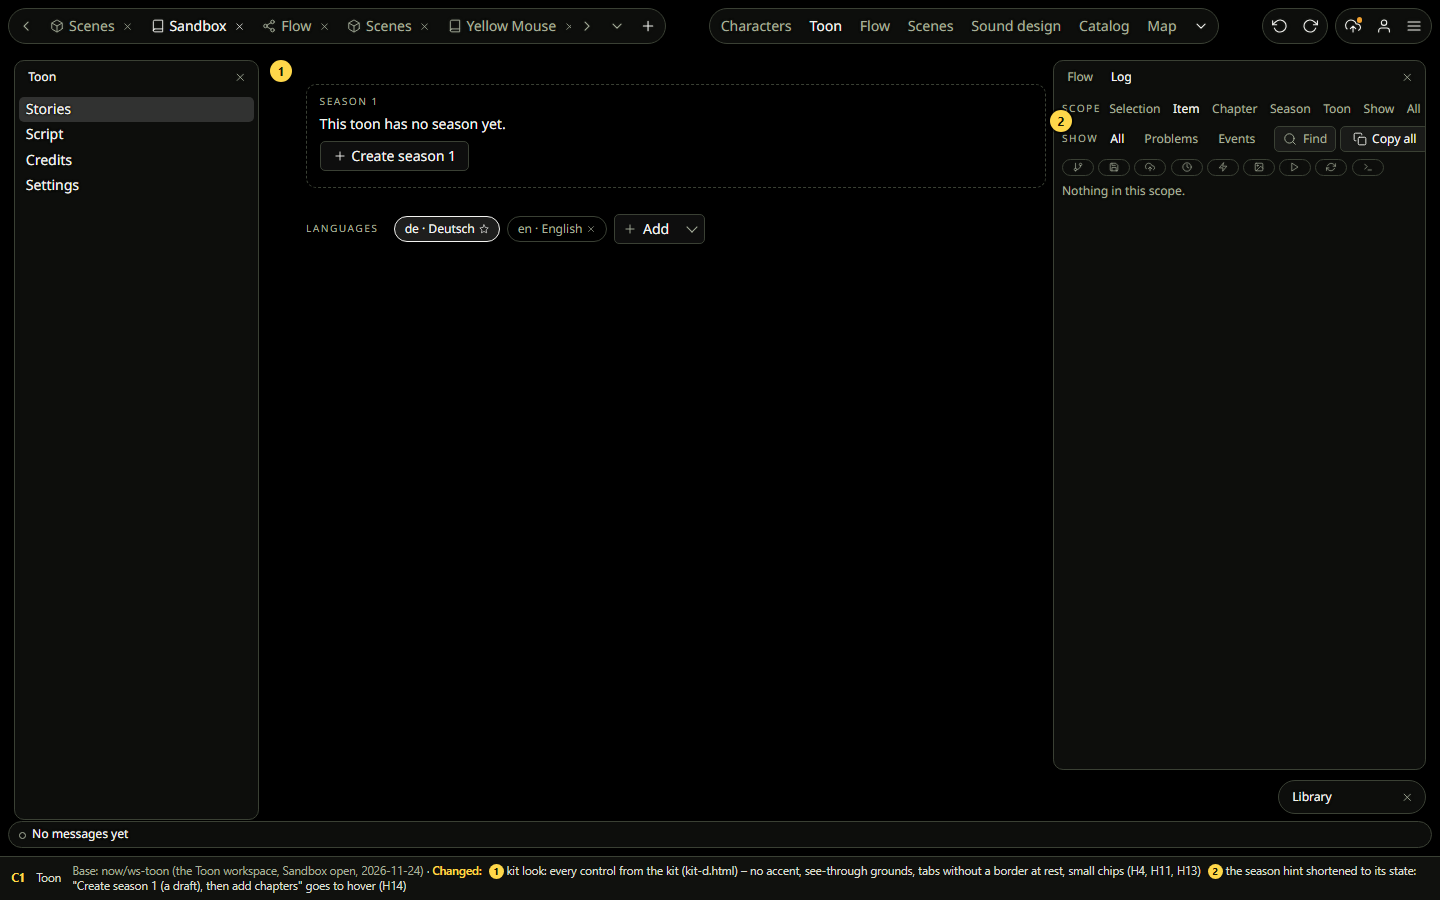 Scenes Sandbox Flow Scenes Yellow Mouse
Characters Toon Flow Scenes Sound design Catalog Map
Toon
Stories
Script
Credits
Settings
1
SEASON 1
This toon has no season yet.
Create season 1
LANGUAGES de · Deutsch en · English Add
Flow Log
SCOPE Selection Item Chapter Season Toon Show All
2
SHOW All Problems Events Find Copy all
Nothing in this scope.
Library
No messages yet
C1 Toon Base: now/ws-toon (the Toon workspace, Sandbox open, 2026-11-24) · Changed: 1 kit look: every control from the kit (kit-d.html) – no accent, see-through grounds, tabs without a border at rest, small chips (H4, H11, H13) 2 the season hint shortened to its state:
"Create season 1 (a draft), then add chapters" goes to hover (H14)